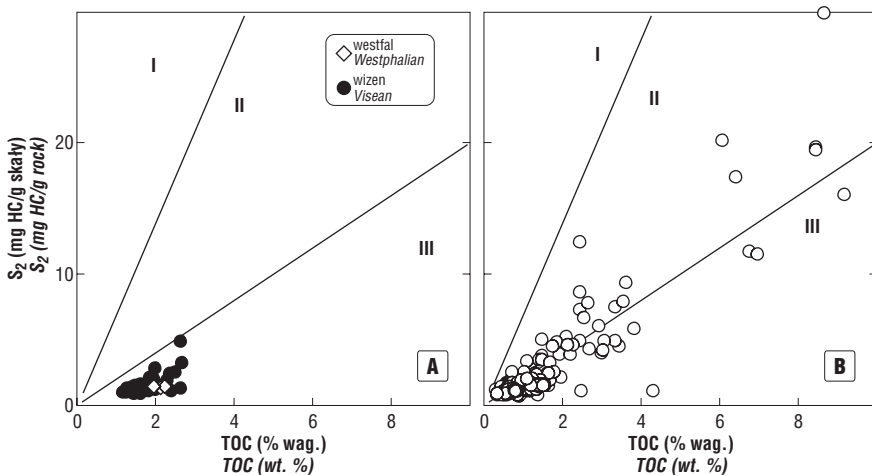 S₂ (mg HC/g skały)
S₂ (mg HC/g rock)
20
10
0
I
II
III
westfal
Westphalian
wizen
Visean
A
0
2
4
6
8
TOC (% wag.)
TOC (wt. %)
I
II
III
B
0
2
4
6
8
TOC (% wag.)
TOC (wt. %)